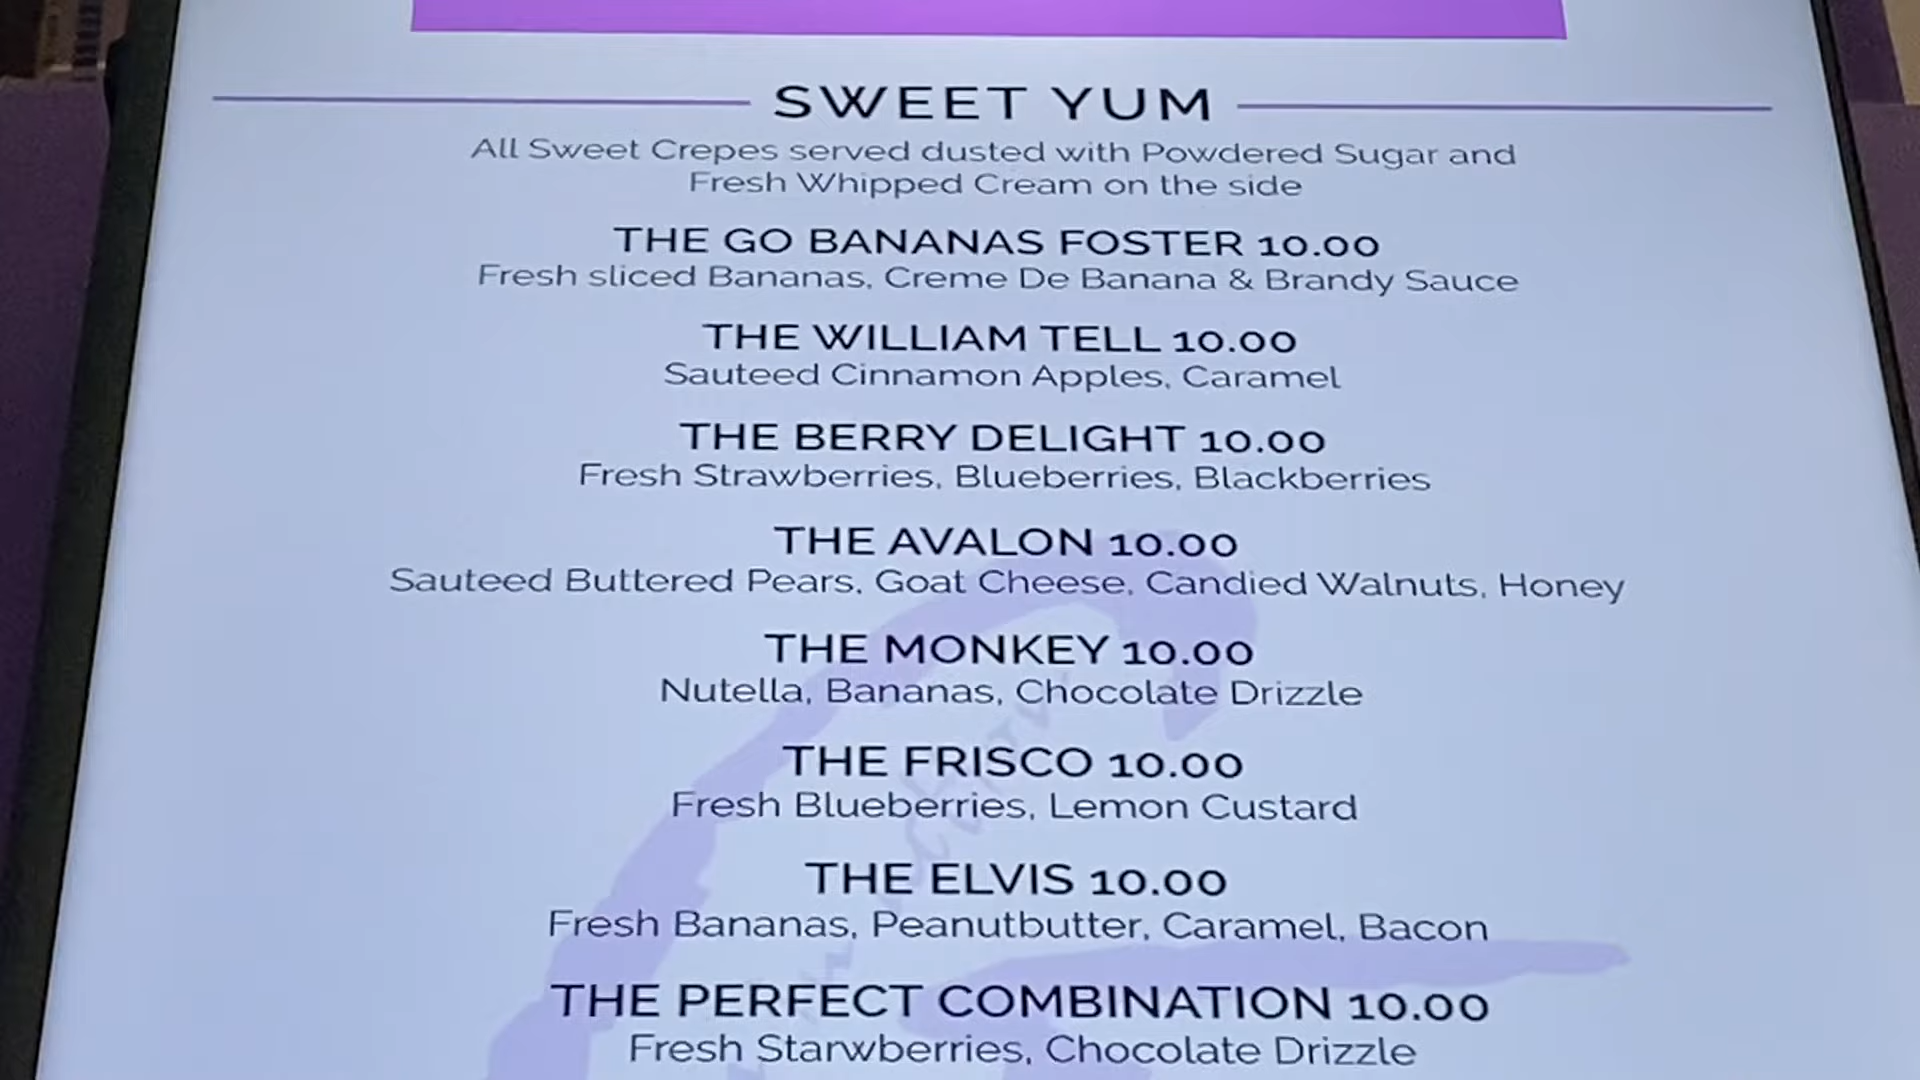 SWEET YUM
All Sweet Crepes served dusted with Powdered Sugar and
Fresh Whipped Cream on the side
THE GO BANANAS FOSTER 10.00
Fresh sliced Bananas, Creme De Banana & Brandy Sauce
THE WILLIAM TELL 10.00
Sauteed Cinnamon Apples, Caramel
THE BERRY DELIGHT 10.00
Fresh Strawberries, Blueberries, Blackberries
THE AVALON 10.00
Sauteed Buttered Pears, Goat Cheese, Candied Walnuts, Honey
THE MONKEY 10.00
Nutella, Bananas, Chocolate Drizzle
THE FRISCO 10.00
Fresh Blueberries, Lemon Custard
THE ELVIS 10.00
Fresh Bananas, Peanutbutter, Caramel, Bacon
THE PERFECT COMBINATION 10.00
Fresh Starwberries, Chocolate Drizzle